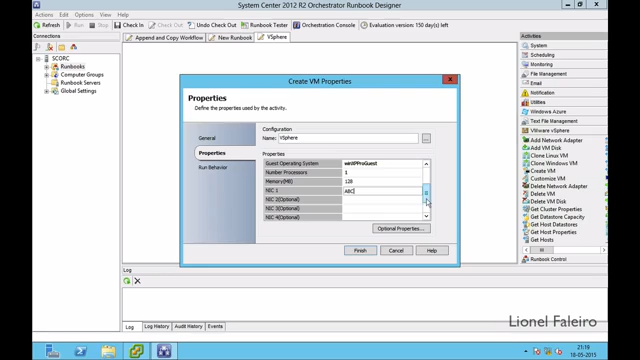 System Center 2012 R2 Orchestrator Runbook Designer
Actions Edit Options Help
Refresh Run Stop Check In Check Out Undo Check Out Runbook Tester Orchestrator Console Evaluation version: 150 day(s) left
Connections
Append and Copy Workflow New Runbook VSphere
Activities
SCORC
Runbooks
Computer Groups
Runbook Servers
Global Settings
System
Scheduling
Monitoring
File Management
Email
Notification
Utilities
Windows Azure
Text File Management
VMware vSphere
Add Network Adapter
Add VM Disk
Clone Linux VM
Clone Windows VM
Create VM
Customize VM
Delete Network Adapter
Delete VM
Delete VM Disk
Get Cluster Properties
Get Datastore Capacity
Get Host Datastores
Get Host Properties
Get Hosts
Runbook Control
Create VM Properties
Properties
Define the properties used by the activity.
General
Properties
Run Behavior
Configuration
Name: VSphere
Properties
Guest Operating System winXPProGuest
Number Processors 1
Memory(MB) 128
NIC 1 ABC
NIC 2(Optional)
NIC 3(Optional)
NIC 4(Optional)
Optional Properties...
Finish Cancel Help
Log
Log Log History Audit History Events
Lionel Faleiro
21:19
18-05-2015